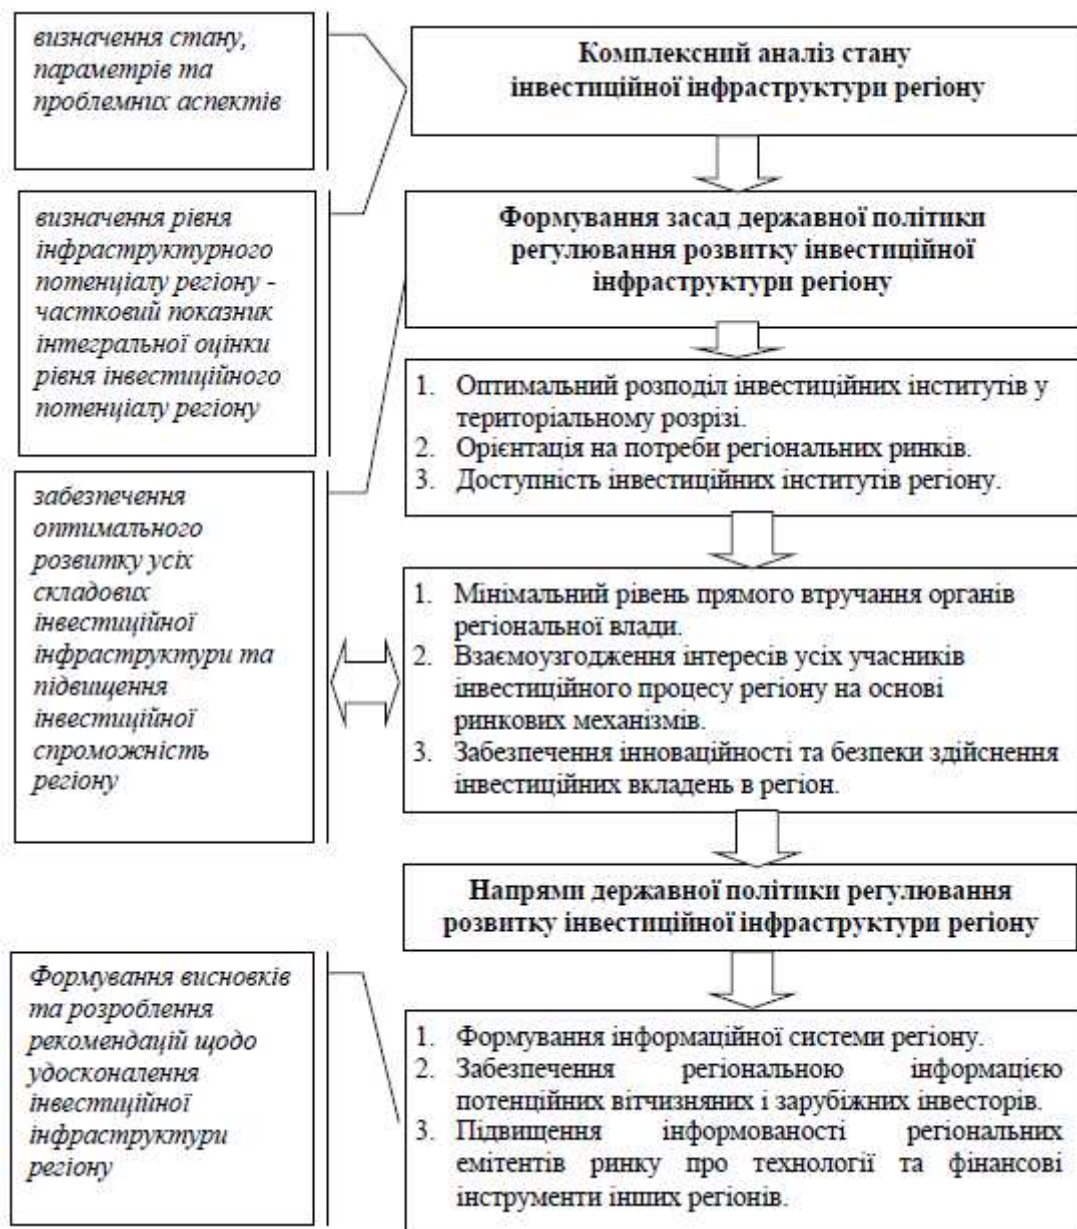 визначення стану,
параметрів та
проблемних аспектів
Комплексний аналіз стану
інвестиційної інфраструктури регіону
визначення рівня
інфраструктурного
потенціалу регіону -
частковий показник
інтегральної оцінки
рівня інвестиційного
потенціалу регіону
Формування засад державної політики
регулювання розвитку інвестиційної
інфраструктури регіону
1. Оптимальний розподіл інвестиційних інститутів у
територіальному розрізі.
2. Орієнтація на потреби регіональних ринків.
3. Доступність інвестиційних інститутів регіону.
забезпечення
оптимального
розвитку усіх
складових
інвестиційної
інфраструктури та
підвищення
інвестиційної
спроможність
регіону
1. Мінімальний рівень прямого втручання органів
регіональної влади.
2. Взаємоузгодження інтересів усіх учасників
інвестиційного процесу регіону на основі
ринкових механізмів.
3. Забезпечення інноваційності та безпеки здійснення
інвестиційних вкладень в регіон.
Напрями державної політики регулювання
розвитку інвестиційної інфраструктури регіону
Формування висновків
та розроблення
рекомендацій щодо
удосконалення
інвестиційної
інфраструктури
регіону
1. Формування інформаційної системи регіону.
2. Забезпечення регіональною інформацією
потенційних вітчизняних і зарубіжних інвесторів.
3. Підвищення інформованості регіональних
емітентів ринку про технології та фінансові
інструменти інших регіонів.